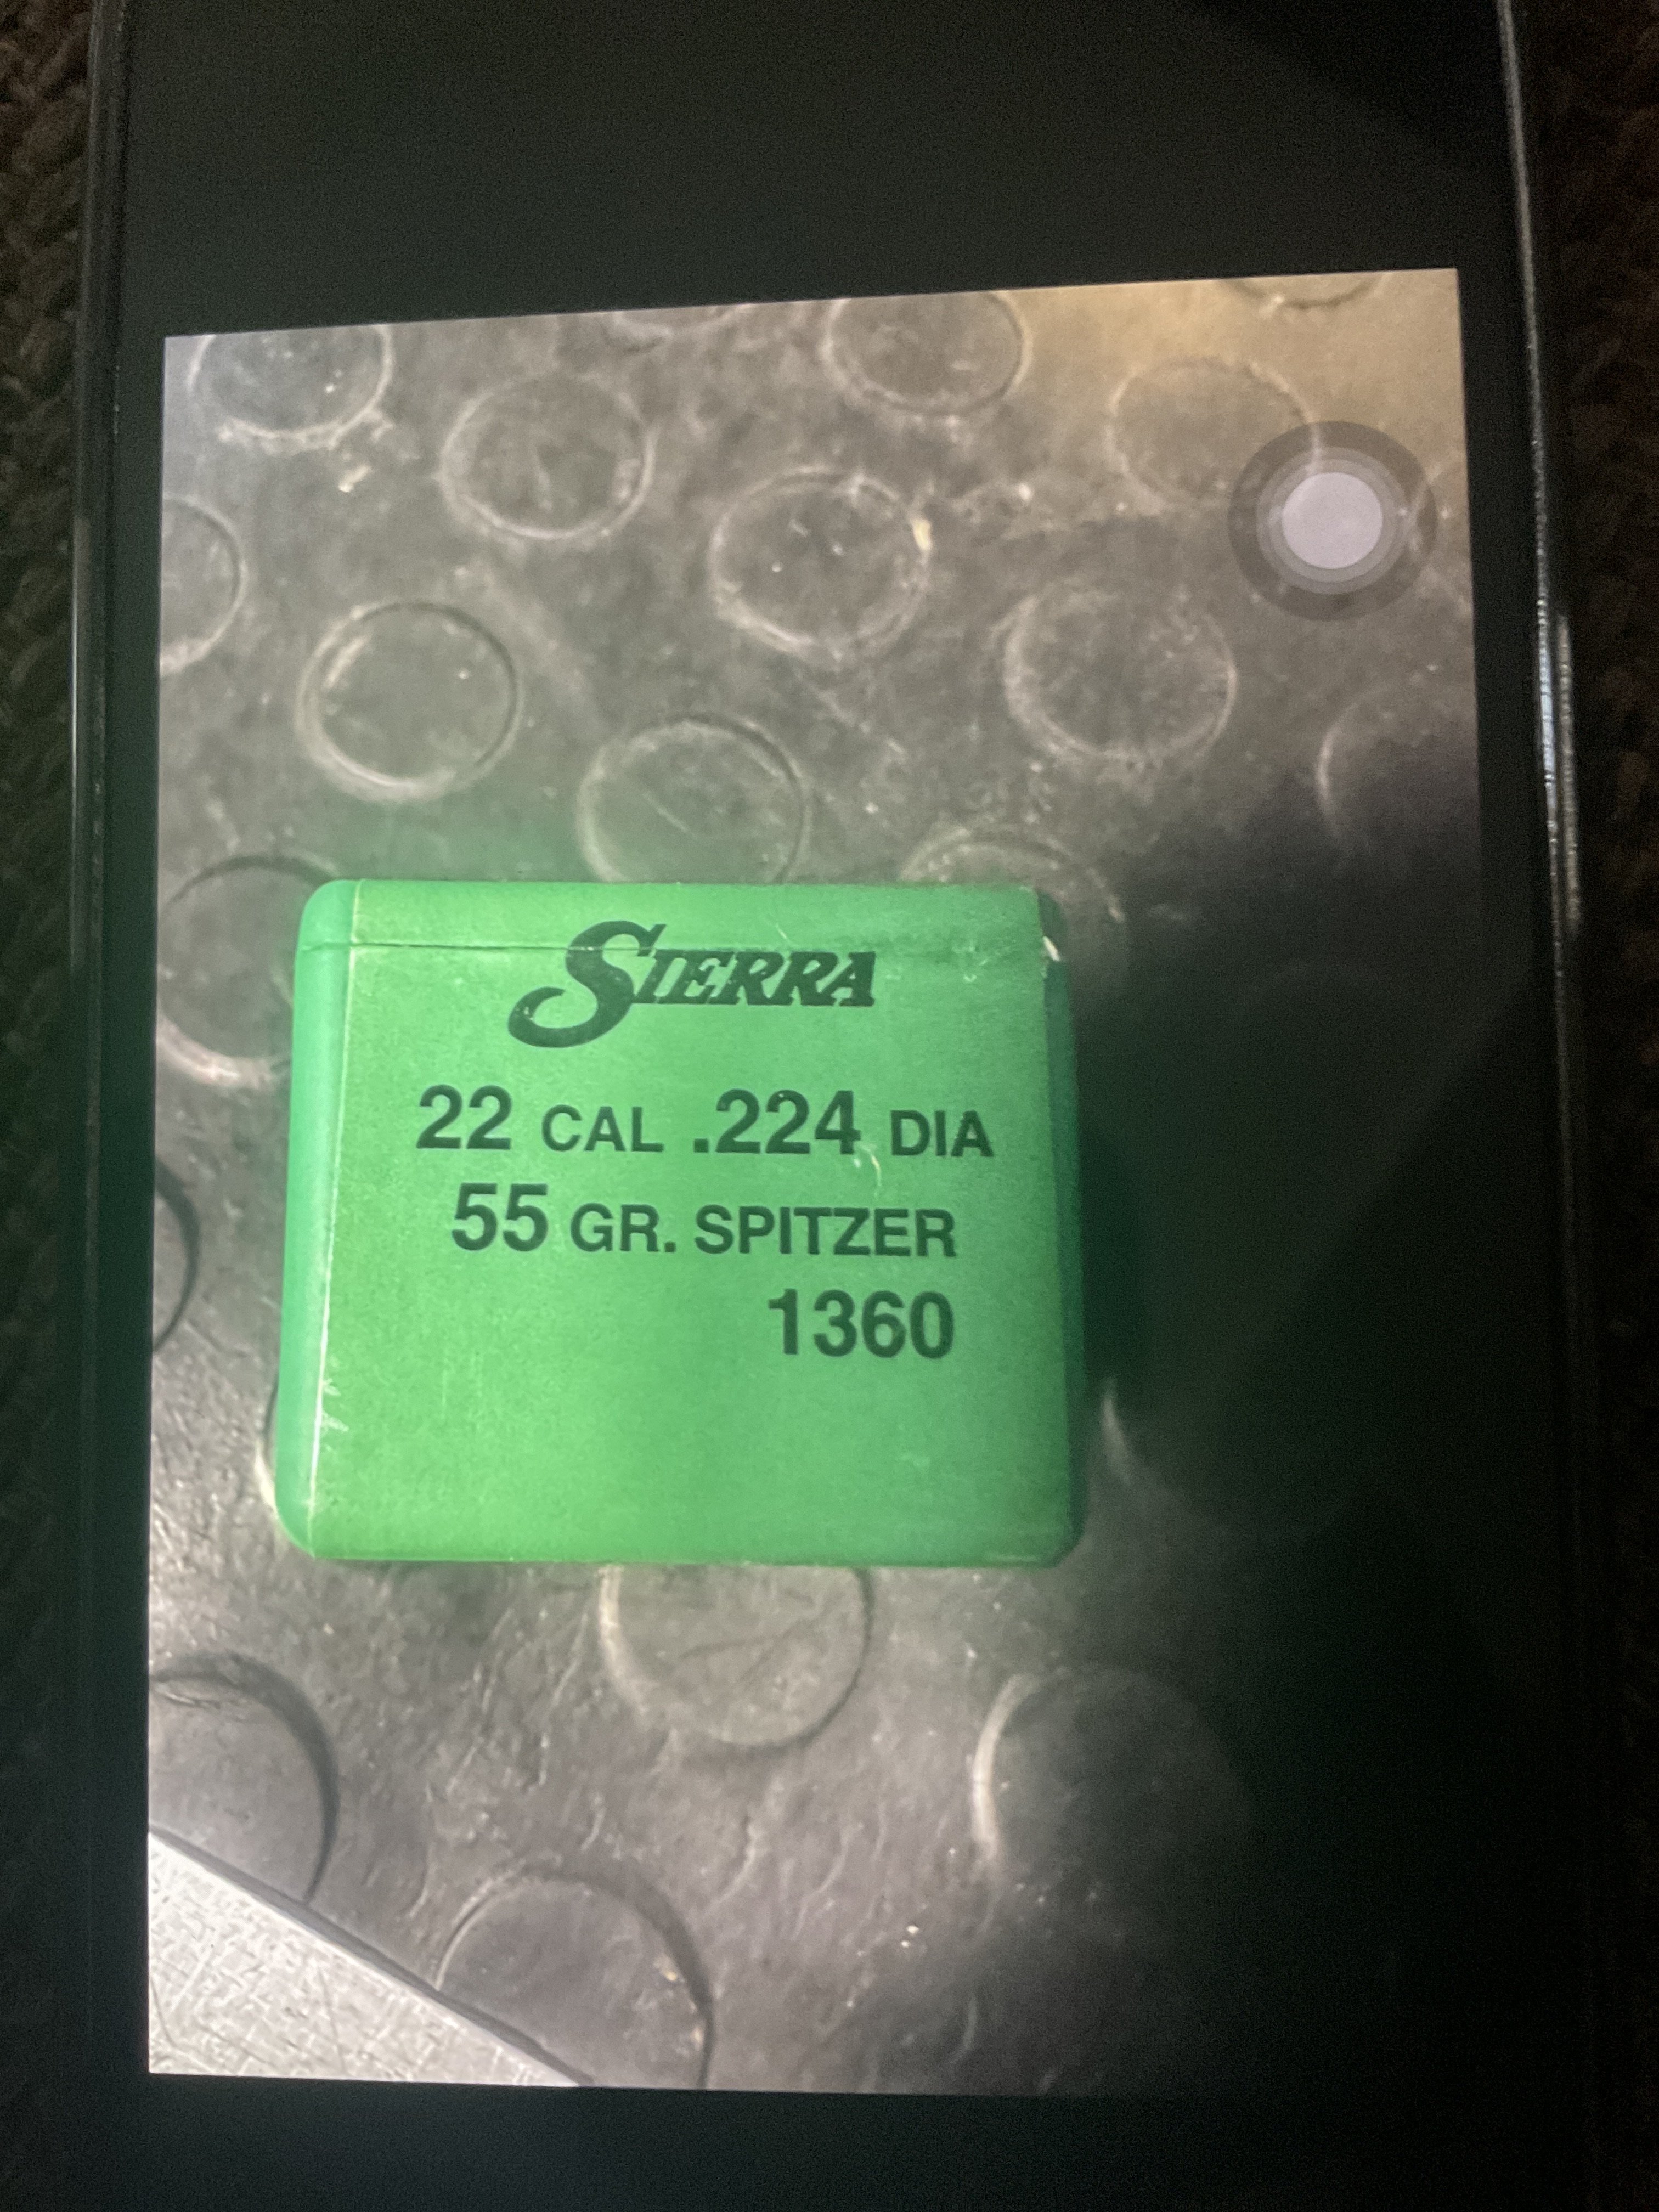 SIERRA
22 CAL .224 DIA
55 GR. SPITZER
1360